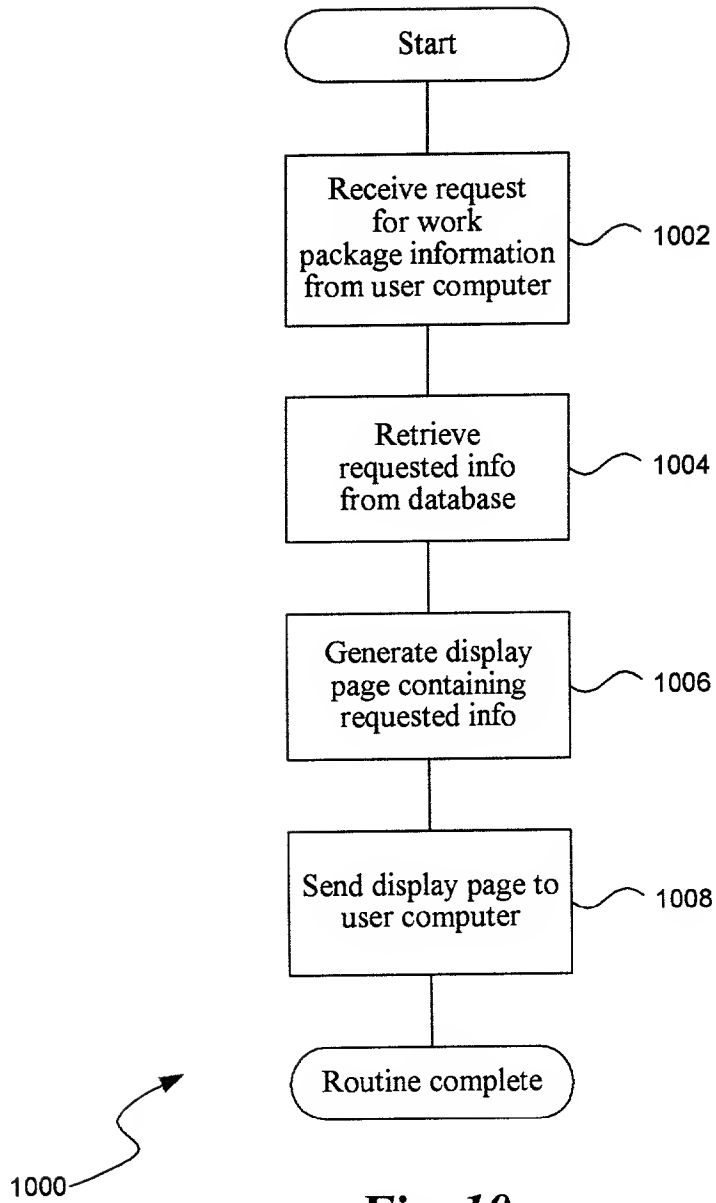 Start
Receive request
for work
package information
from user computer
1002
Retrieve
requested info
from database
1004
Generate display
page containing
requested info
1006
Send display page to
user computer
1008
Routine complete
1000
Fig. 10